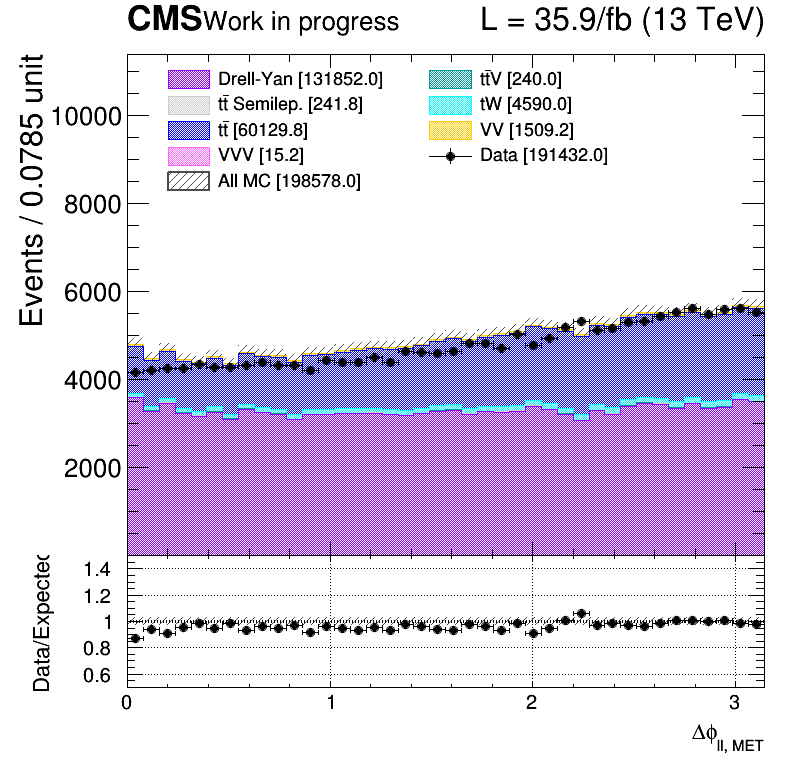 CMS Work in progress L = 35.9/fb (13 TeV)
Events / 0.0785 unit
Drell-Yan [131852.0]
tt̄ Semilep. [241.8]
tt̄ [60129.8]
VVV [15.2]
All MC [198578.0]
tt̄V [240.0]
tW [4590.0]
VV [1509.2]
Data [191432.0]
10000
8000
6000
4000
2000
Data/Expected
1.4
1.2
1
0.8
0.6
0 1 2 3
Δϕll, MET